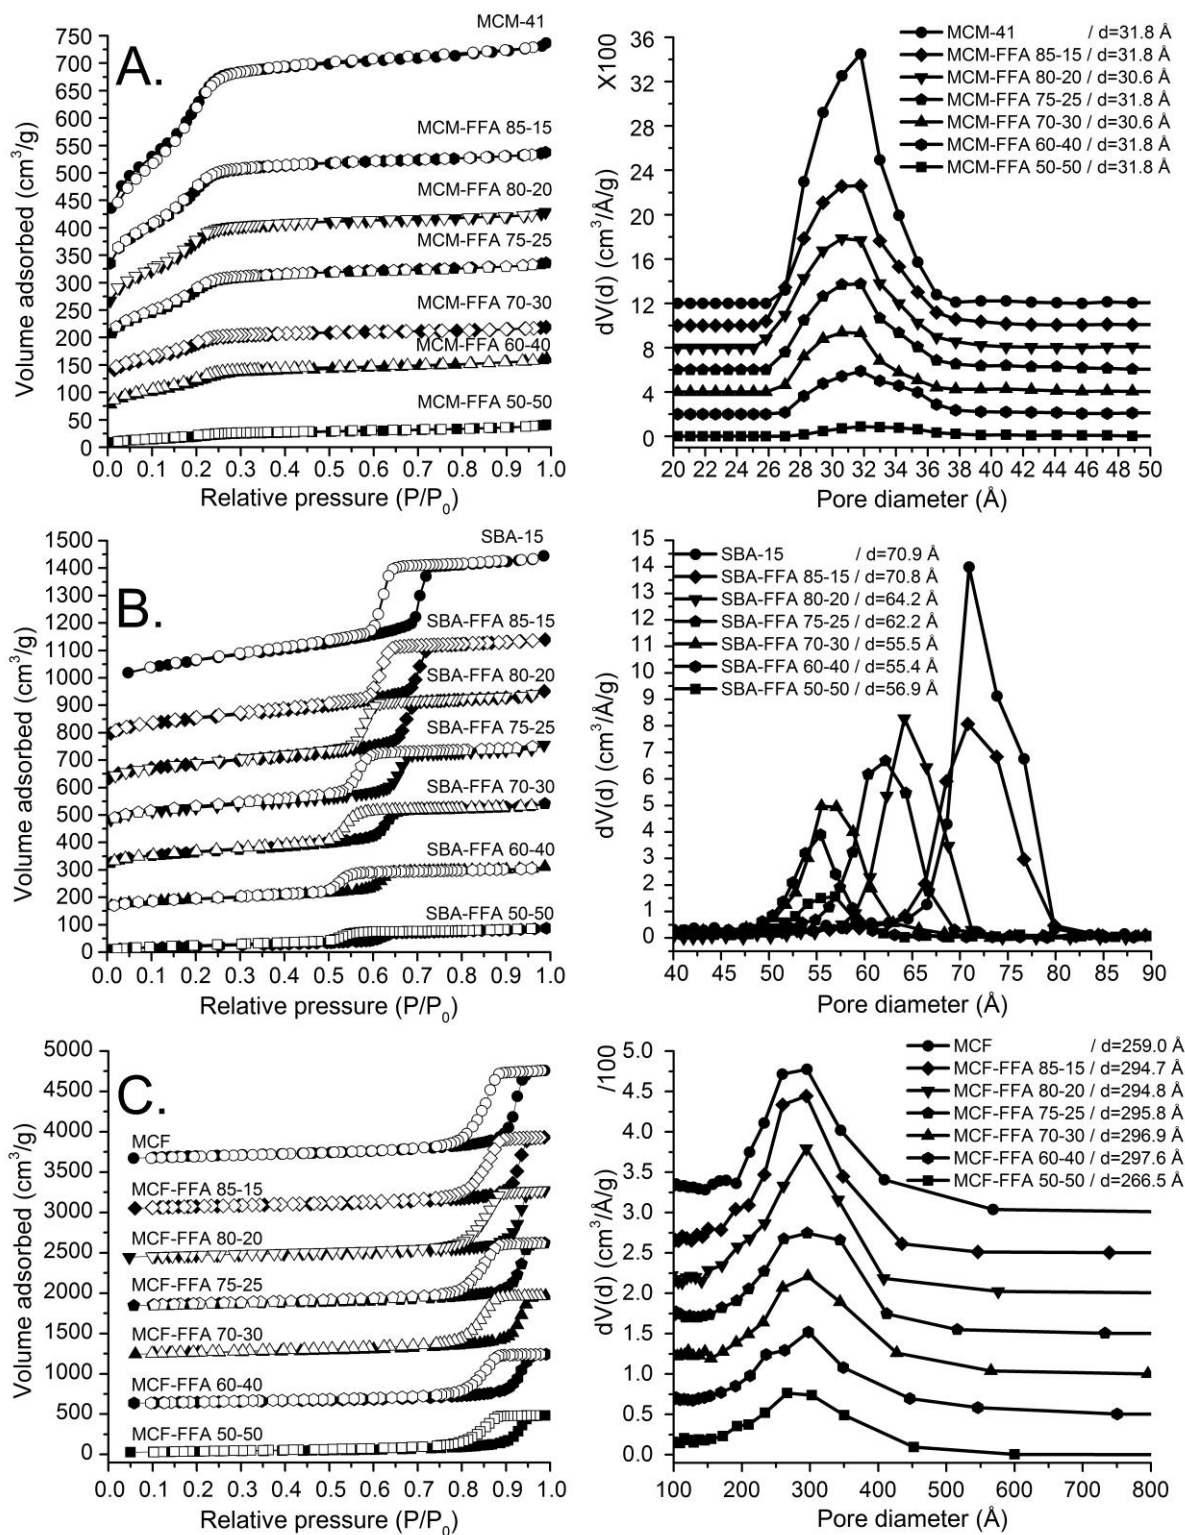 A.
MCM-41
MCM-FFA 85-15
MCM-FFA 80-20
MCM-FFA 75-25
MCM-FFA 70-30
MCM-FFA 60-40
MCM-FFA 50-50
750
700
650
600
550
500
450
400
350
300
250
200
150
100
50
0
Volume adsorbed (cm³/g)
0.0 0.1 0.2 0.3 0.4 0.5 0.6 0.7 0.8 0.9 1.0
Relative pressure (P/P₀)
MCM-41 / d=31.8 Å
MCM-FFA 85-15 / d=31.8 Å
MCM-FFA 80-20 / d=30.6 Å
MCM-FFA 75-25 / d=31.8 Å
MCM-FFA 70-30 / d=30.6 Å
MCM-FFA 60-40 / d=31.8 Å
MCM-FFA 50-50 / d=31.8 Å
X100
36
32
28
24
20
16
12
8
4
0
dV(d) (cm³/Å/g)
20 22 24 26 28 30 32 34 36 38 40 42 44 46 48 50
Pore diameter (Å)
B.
SBA-15
SBA-FFA 85-15
SBA-FFA 80-20
SBA-FFA 75-25
SBA-FFA 70-30
SBA-FFA 60-40
SBA-FFA 50-50
1500
1400
1300
1200
1100
1000
900
800
700
600
500
400
300
200
100
0
Volume adsorbed (cm³/g)
0.0 0.1 0.2 0.3 0.4 0.5 0.6 0.7 0.8 0.9 1.0
Relative pressure (P/P₀)
SBA-15 / d=70.9 Å
SBA-FFA 85-15 / d=70.8 Å
SBA-FFA 80-20 / d=64.2 Å
SBA-FFA 75-25 / d=62.2 Å
SBA-FFA 70-30 / d=55.5 Å
SBA-FFA 60-40 / d=55.4 Å
SBA-FFA 50-50 / d=56.9 Å
15
14
13
12
11
10
9
8
7
6
5
4
3
2
1
0
dV(d) (cm³/Å/g)
40 45 50 55 60 65 70 75 80 85 90
Pore diameter (Å)
C.
MCF
MCF-FFA 85-15
MCF-FFA 80-20
MCF-FFA 75-25
MCF-FFA 70-30
MCF-FFA 60-40
MCF-FFA 50-50
5000
4000
3500
3000
2500
2000
1500
1000
500
0
Volume adsorbed (cm³/g)
0.0 0.1 0.2 0.3 0.4 0.5 0.6 0.7 0.8 0.9 1.0
Relative pressure (P/P₀)
MCF / d=259.0 Å
MCF-FFA 85-15 / d=294.7 Å
MCF-FFA 80-20 / d=294.8 Å
MCF-FFA 75-25 / d=295.8 Å
MCF-FFA 70-30 / d=296.9 Å
MCF-FFA 60-40 / d=297.6 Å
MCF-FFA 50-50 / d=266.5 Å
/100
5.0
4.0
3.5
3.0
2.5
2.0
1.5
1.0
0.5
0.0
dV(d) (cm³/Å/g)
100 200 300 400 500 600 700 800
Pore diameter (Å)